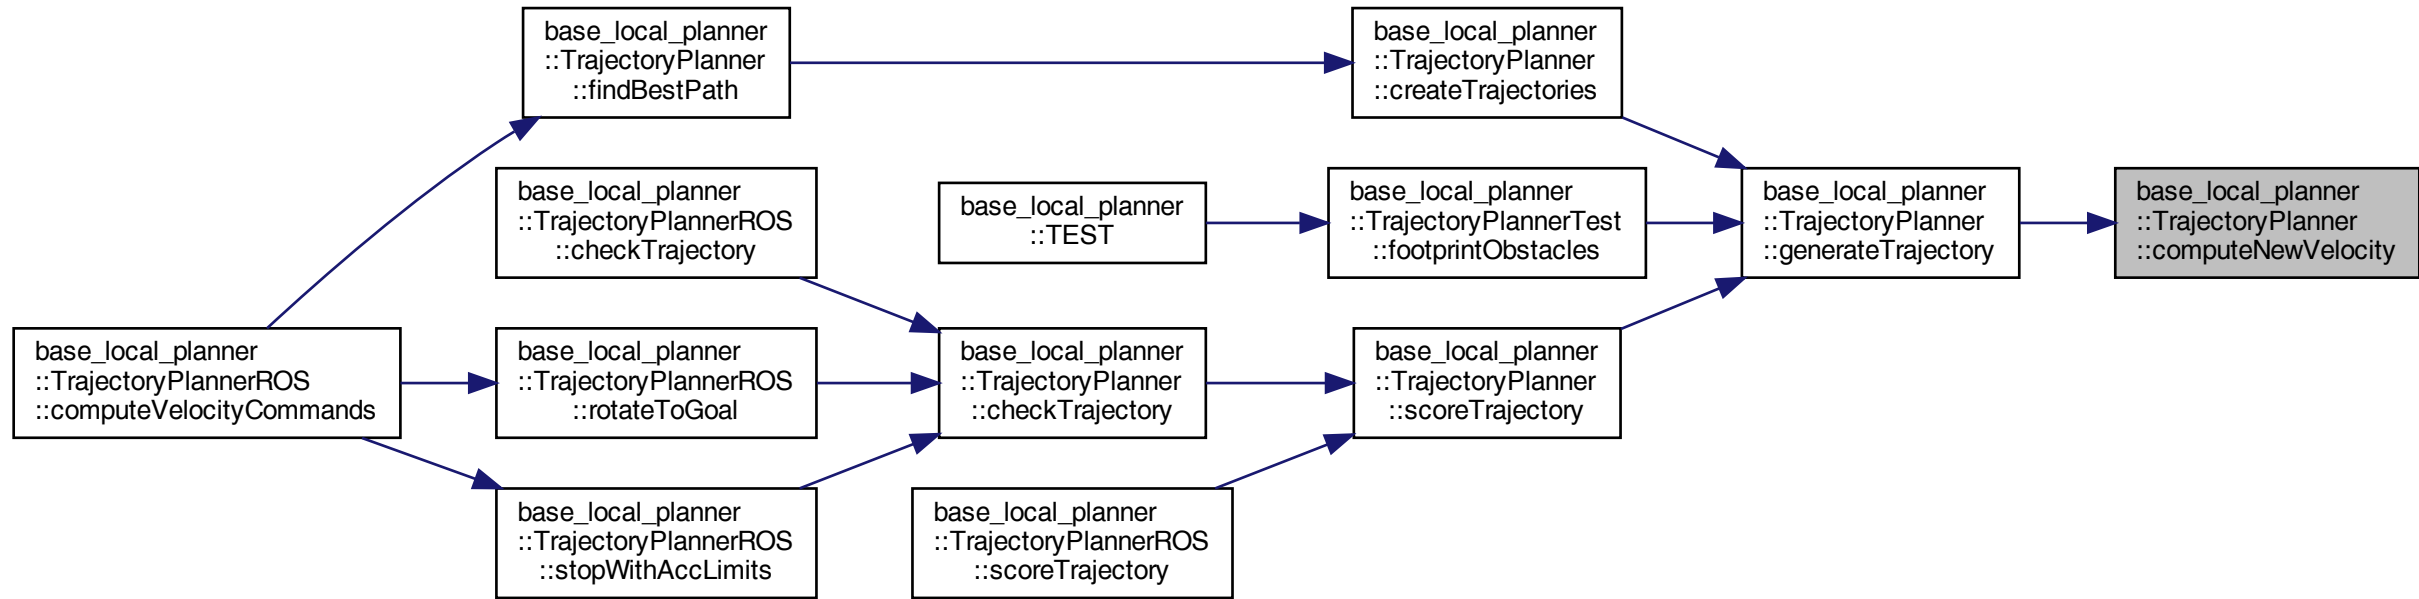 base_local_planner
::TrajectoryPlanner
::findBestPath
base_local_planner
::TrajectoryPlanner
::createTrajectories
base_local_planner
::TrajectoryPlannerROS
::checkTrajectory
base_local_planner
::TEST
base_local_planner
::TrajectoryPlannerTest
::footprintObstacles
base_local_planner
::TrajectoryPlanner
::generateTrajectory
base_local_planner
::TrajectoryPlanner
::computeNewVelocity
base_local_planner
::TrajectoryPlannerROS
::computeVelocityCommands
base_local_planner
::TrajectoryPlannerROS
::rotateToGoal
base_local_planner
::TrajectoryPlanner
::checkTrajectory
base_local_planner
::TrajectoryPlanner
::scoreTrajectory
base_local_planner
::TrajectoryPlannerROS
::stopWithAccLimits
base_local_planner
::TrajectoryPlannerROS
::scoreTrajectory